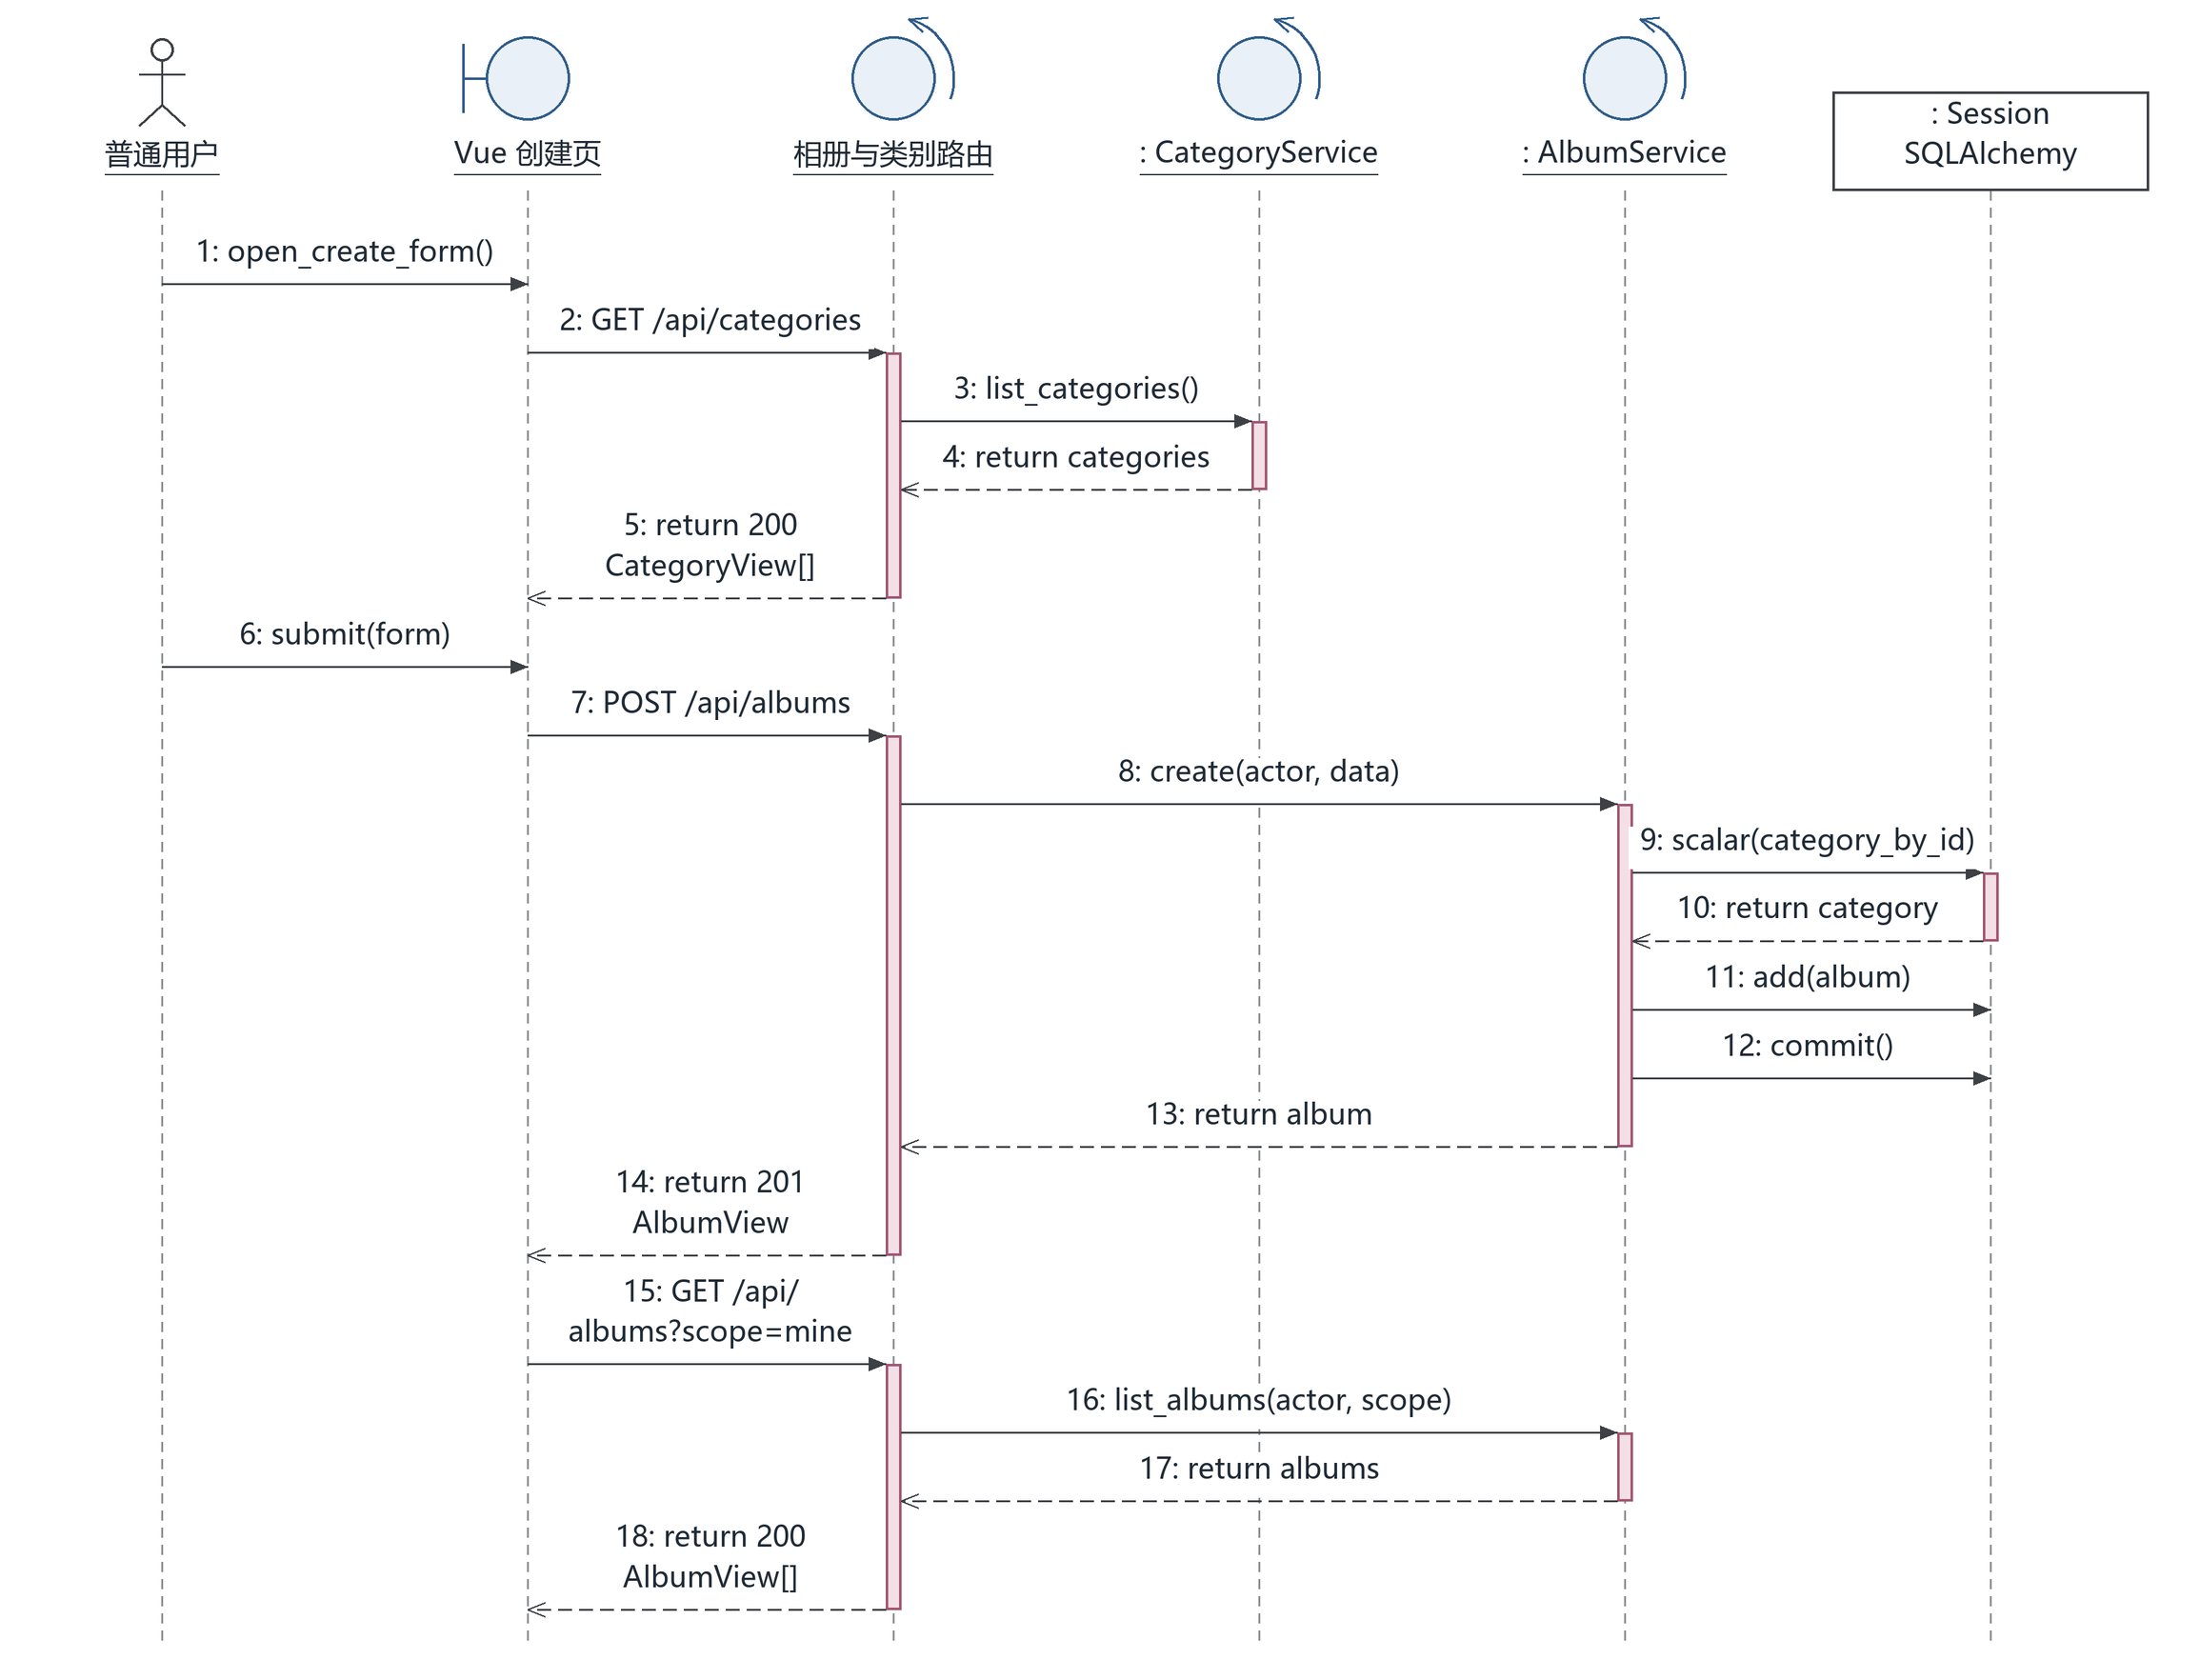 普通用户
Vue 创建页
相册与类别路由
: CategoryService
: AlbumService
: Session
SQLAlchemy
1: open_create_form()
2: GET /api/categories
3: list_categories()
4: return categories
5: return 200
CategoryView[]
6: submit(form)
7: POST /api/albums
8: create(actor, data)
9: scalar(category_by_id)
10: return category
11: add(album)
12: commit()
13: return album
14: return 201
AlbumView
15: GET /api/
albums?scope=mine
16: list_albums(actor, scope)
17: return albums
18: return 200
AlbumView[]